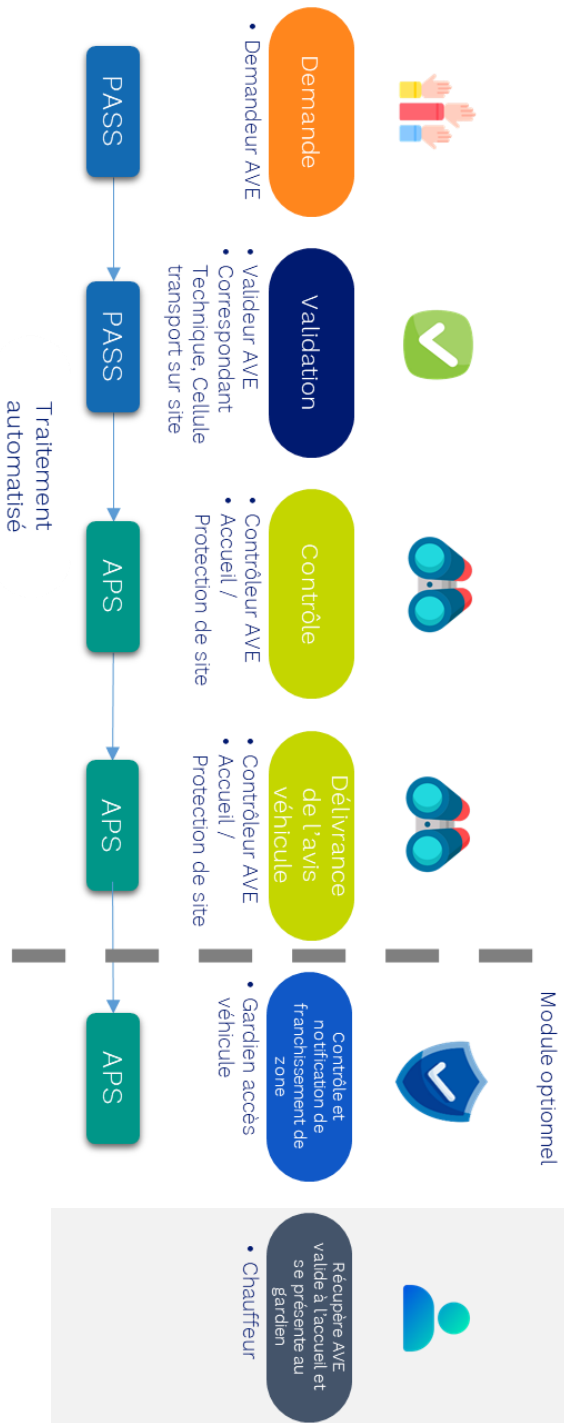 Module optionnel
Demande
• Demandeur AVE
PASS
Validation
• Valideur AVE
• Correspondant
Technique, Cellule
transport sur site
PASS
Contrôle
• Contrôleur AVE
• Accueil /
Protection de site
APS
Délivrance
de l'avis
véhicule
• Contrôleur AVE
• Accueil /
Protection de site
APS
Contrôle et
notification de
franchissement de
zone
• Gardien accès
véhicule
APS
Récupère AVE
valide à l'accueil et
se présente au
gardien
• Chauffeur
Traitement
automatisé